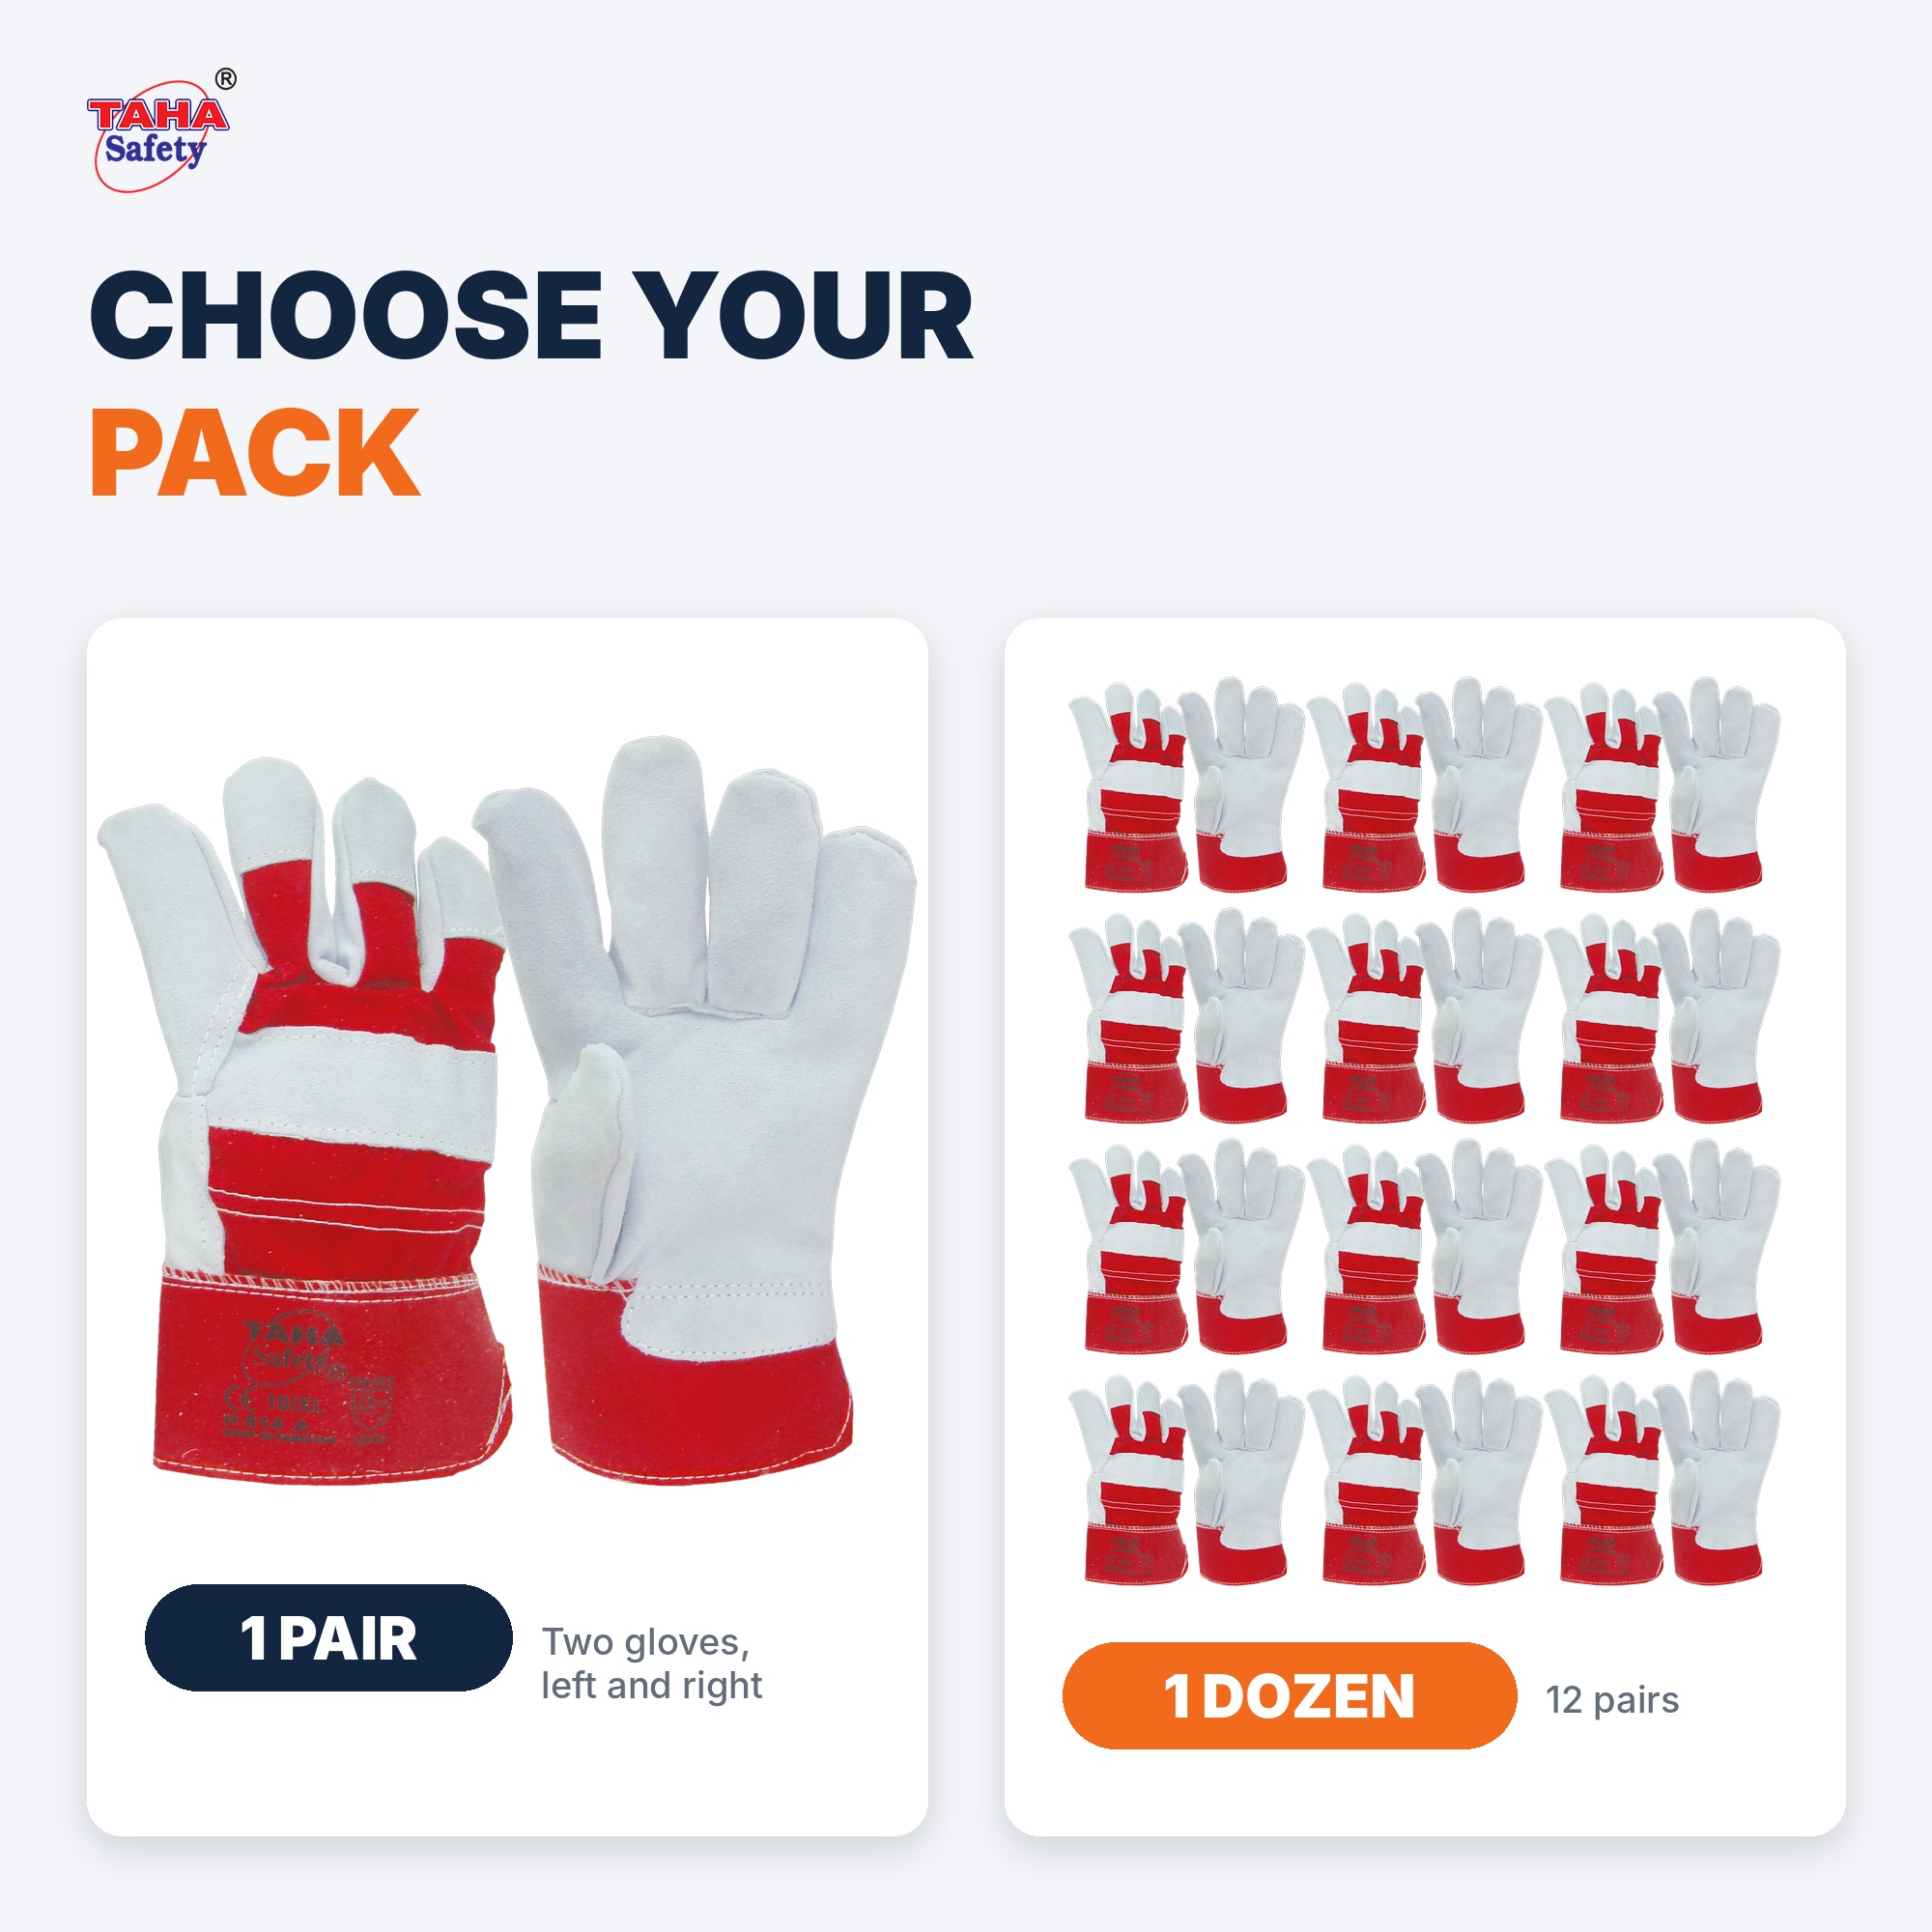 TAHA
Safety
®
CHOOSE YOUR
PACK
TAHA
Safety®
CE 10/XL
1 PAIR
Two gloves,
left and right
1 DOZEN
12 pairs